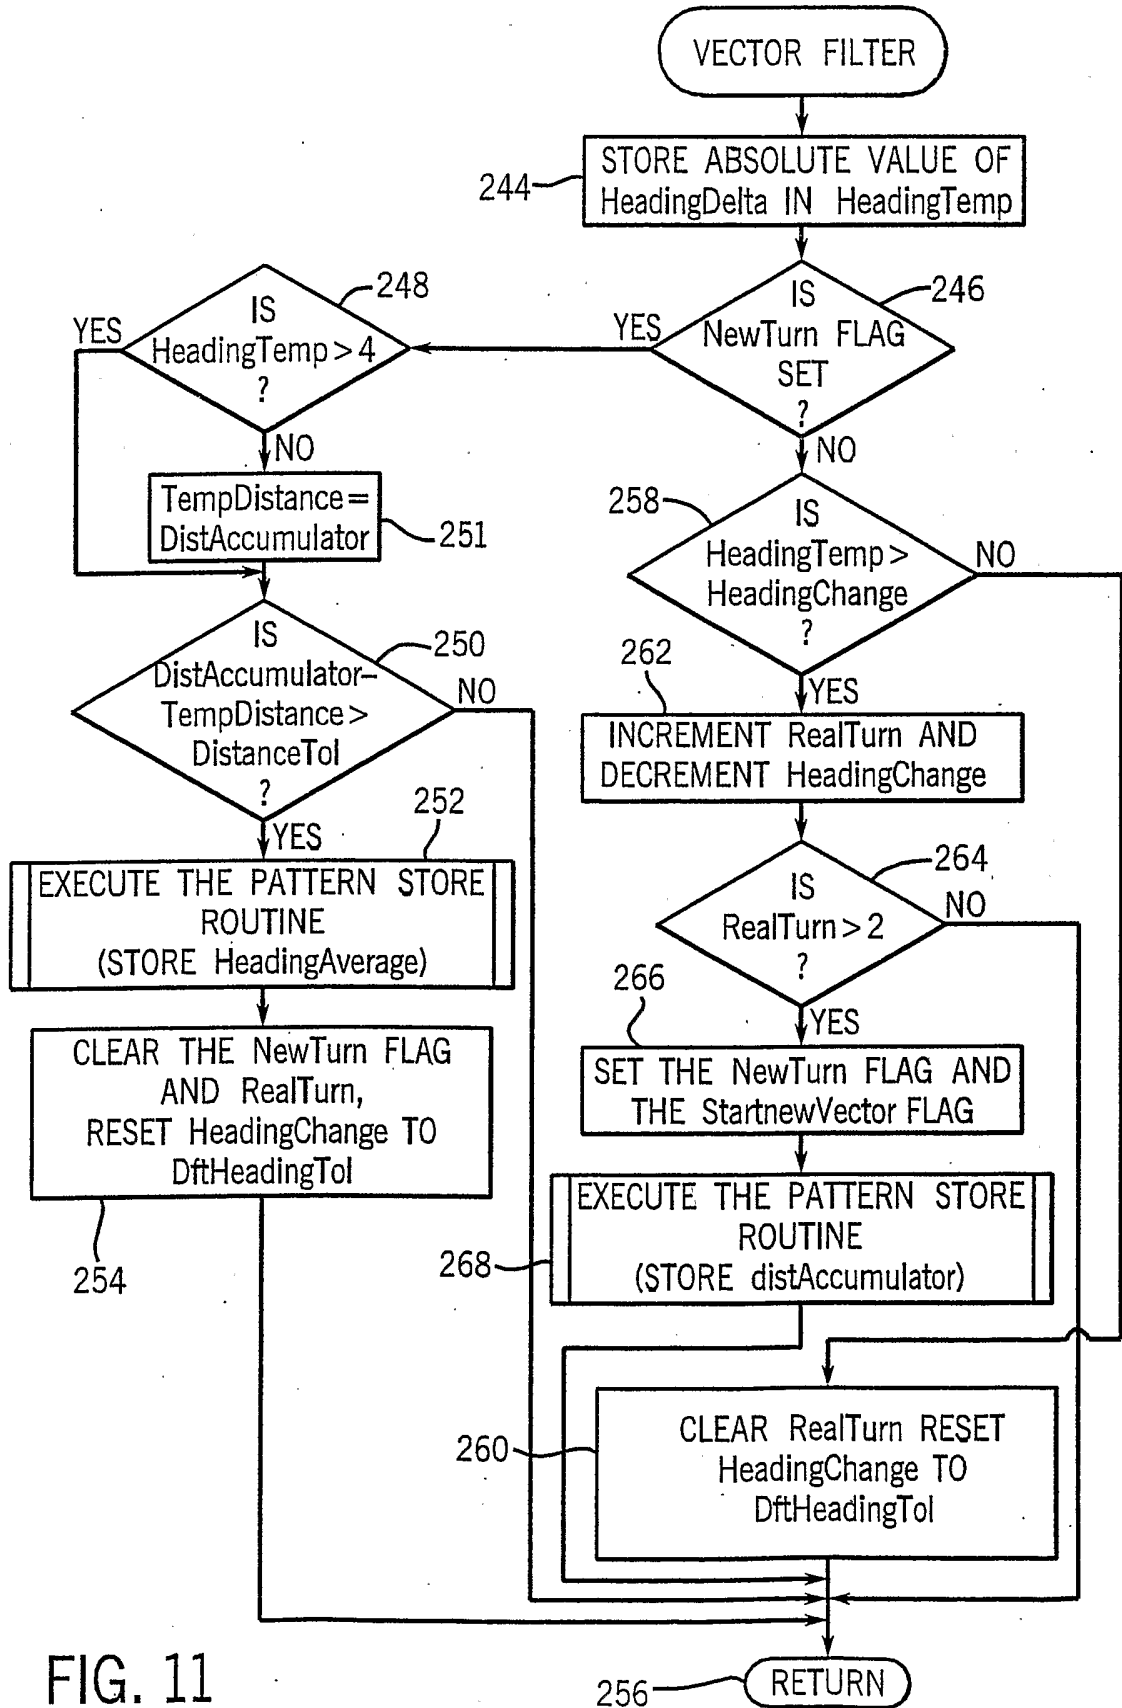 VECTOR FILTER
STORE ABSOLUTE VALUE OF
HeadingDelta IN HeadingTemp
244
IS
NewTurn FLAG
SET
?
246
YES
NO
IS
HeadingTemp > 4
?
248
YES
NO
TempDistance =
DistAccumulator
251
IS
DistAccumulator–
TempDistance >
DistanceTol
?
250
NO
YES
252
EXECUTE THE PATTERN STORE
ROUTINE
(STORE HeadingAverage)
CLEAR THE NewTurn FLAG
AND RealTurn,
RESET HeadingChange TO
DftHeadingTol
254
258
IS
HeadingTemp >
HeadingChange
?
NO
YES
262
INCREMENT RealTurn AND
DECREMENT HeadingChange
264
IS
RealTurn > 2
?
NO
YES
266
SET THE NewTurn FLAG AND
THE StartnewVector FLAG
EXECUTE THE PATTERN STORE
ROUTINE
(STORE distAccumulator)
268
CLEAR RealTurn RESET
HeadingChange TO
DftHeadingTol
260
RETURN
256
FIG. 11